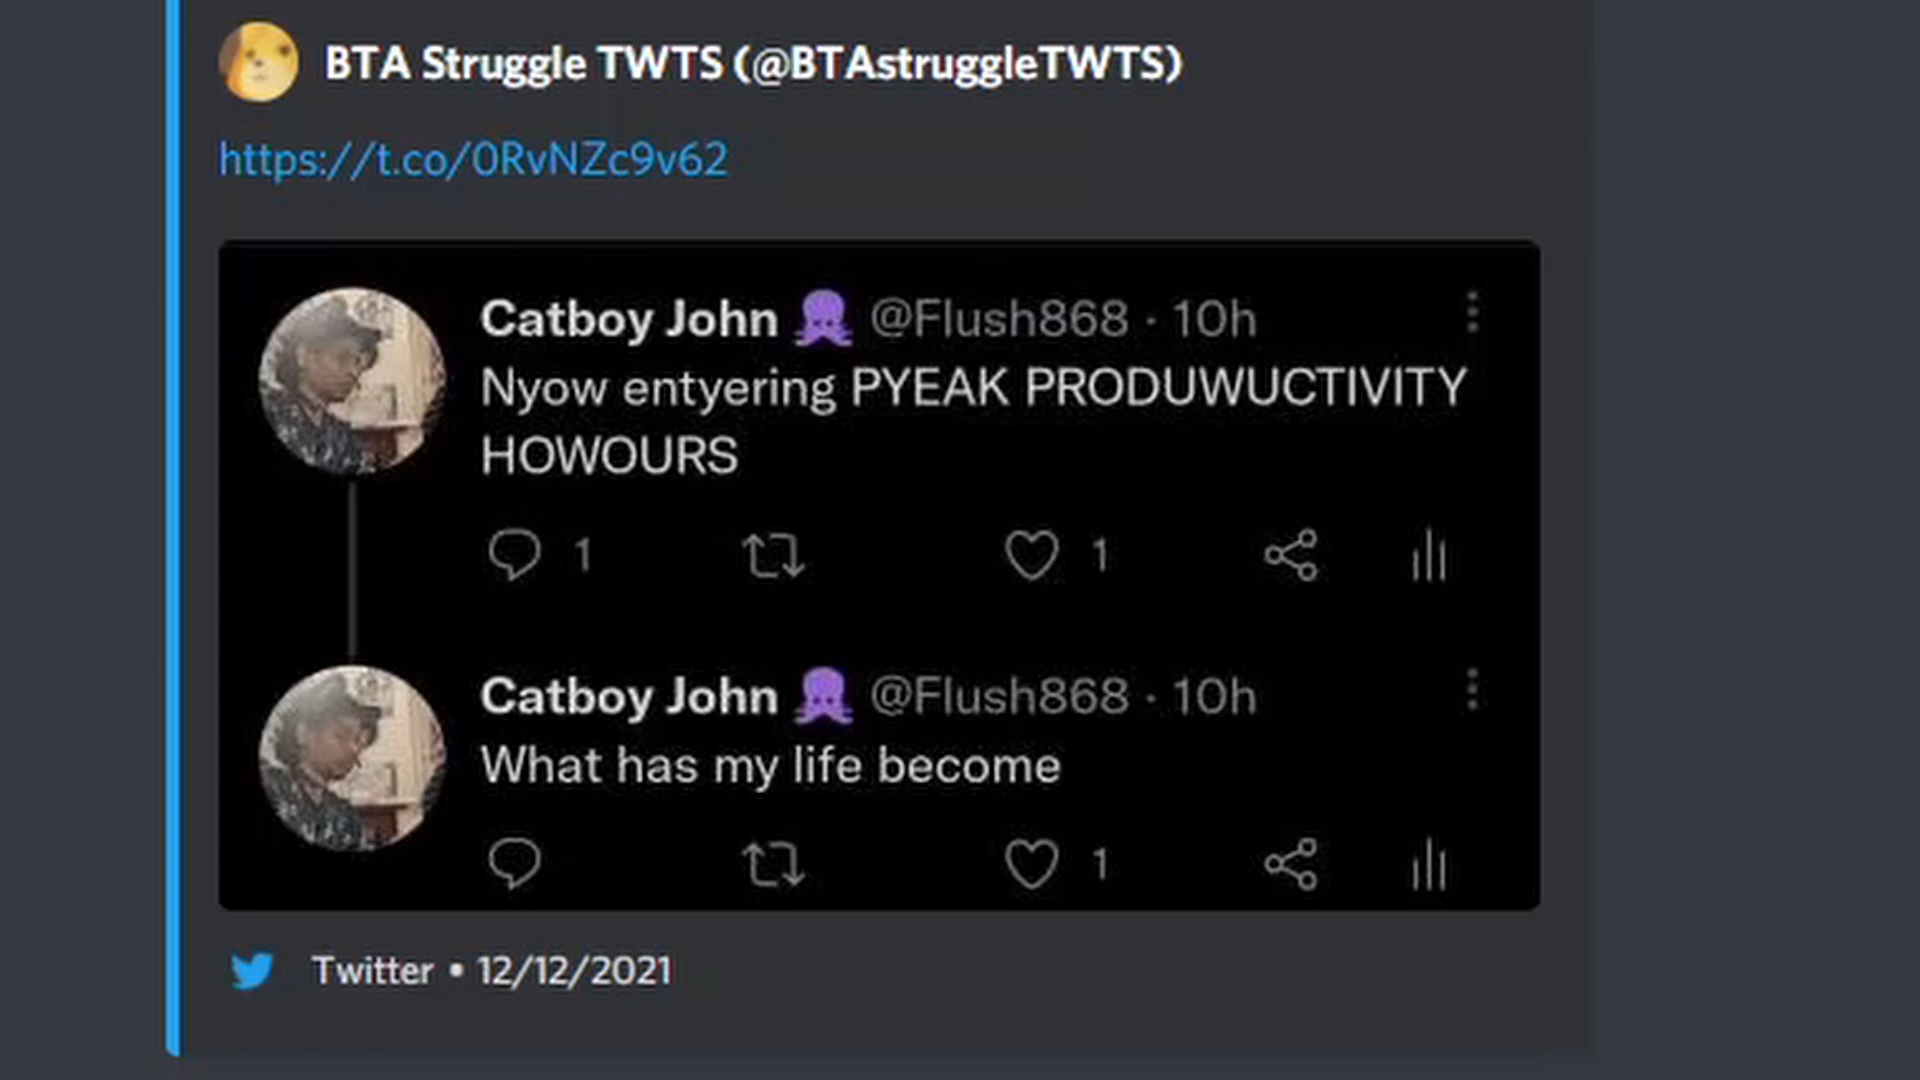 BTA Struggle TWTS (@BTAstruggleTWTS)
https://t.co/0RvNZc9v62
Catboy John @Flush868 · 10h
Nyow entyering PYEAK PRODUWUCTIVITY
HOWOURS
1 1
Catboy John @Flush868 · 10h
What has my life become
1
Twitter • 12/12/2021